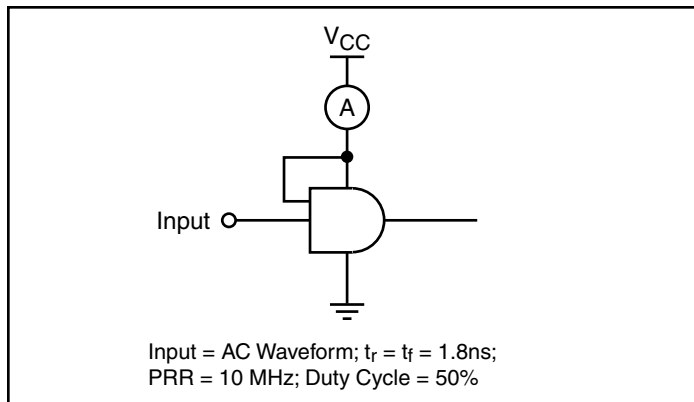 VCC
A
Input
Input = AC Waveform; tr = tf = 1.8ns;
PRR = 10 MHz; Duty Cycle = 50%